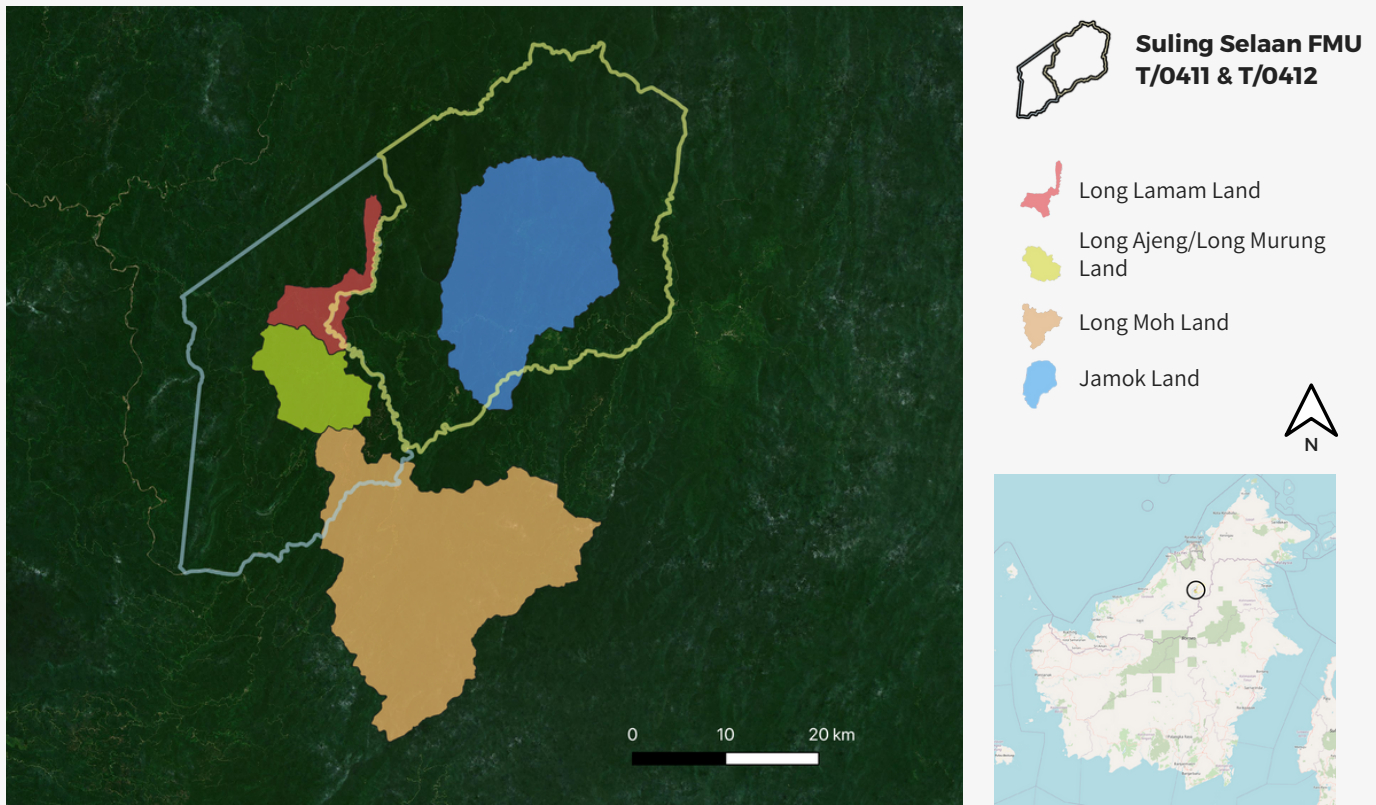 Suling Selaan FMU
T/0411 & T/0412
Long Lamam Land
Long Ajeng/Long Murung
Land
Long Moh Land
Jamok Land
N
0 10 20 km